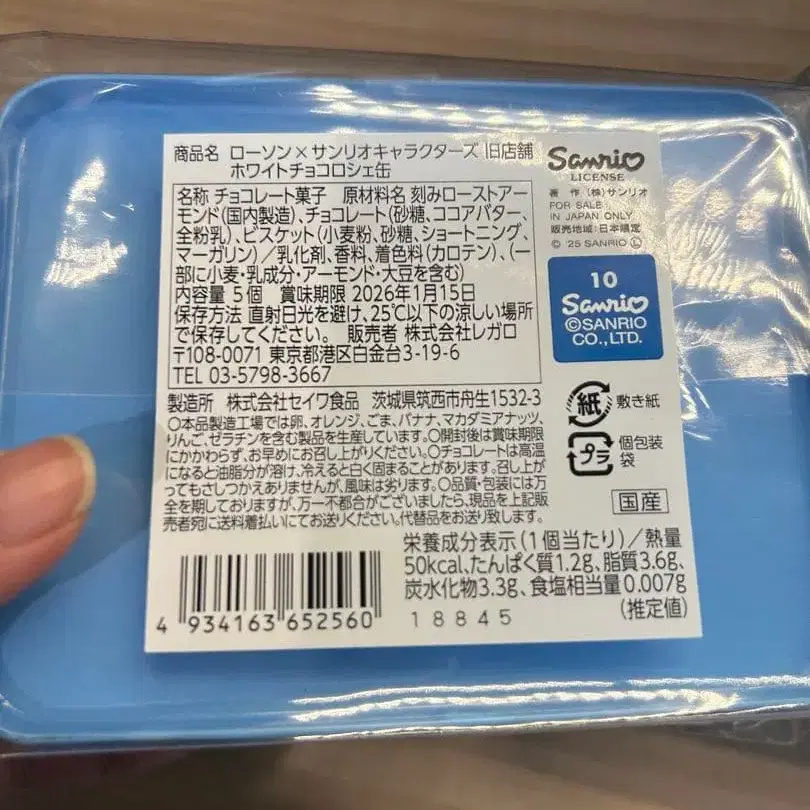 商品名 ローソン×サンリオキャラクターズ 旧店舗
ホワイトチョコロシェ缶
名称 チョコレート菓子 原材料名 刻みローストアー
モンド(国内製造)、チョコレート(砂糖、ココアバター、
全粉乳)、ビスケット(小麦粉、砂糖、ショートニング、
マーガリン)/乳化剤、香料、着色料(カロテン)、(一
部に小麦・乳成分・アーモンド・大豆を含む)
内容量 5個 賞味期限 2026年1月15日
保存方法 直射日光を避け、25℃以下の涼しい場所
で保存してください。 販売者 株式会社レガロ
〒108-0071 東京都港区白金台3-19-6
TEL 03-5798-3667
製造所 株式会社セイワ食品 茨城県筑西市舟生1532-3
○本品製造工場では卵、オレンジ、ごま、バナナ、マカダミアナッツ、
りんご、ゼラチンを含む製品を生産しています。○開封後は賞味期限
にかかわらず、お早めにお召し上がりください。○チョコレートは高温
になると油脂分が溶け、冷えると白く固まることがあります。召し上が
ってもさしつかえありませんが、風味は劣ります。○品質・包装には万
全を期しておりますが、万一不都合がございましたら、現品を上記販
売者宛に送料着払いにてお送りください。代替品をお送り致します。
栄養成分表示(1個当たり)/熱量
50kcal、たんぱく質1.2g、脂質3.6g、
炭水化物3.3g、食塩相当量0.007g
(推定値)
4 934163 652560
18845
Sanrio
LICENSE
著作(株)サンリオ
FOR SALE
IN JAPAN ONLY
販売地域:日本限定
© 25 SANRIO Ⓛ
10
Sanrio
©SANRIO
CO.,LTD.
紙 敷き紙
プラ 個包装
袋
国産